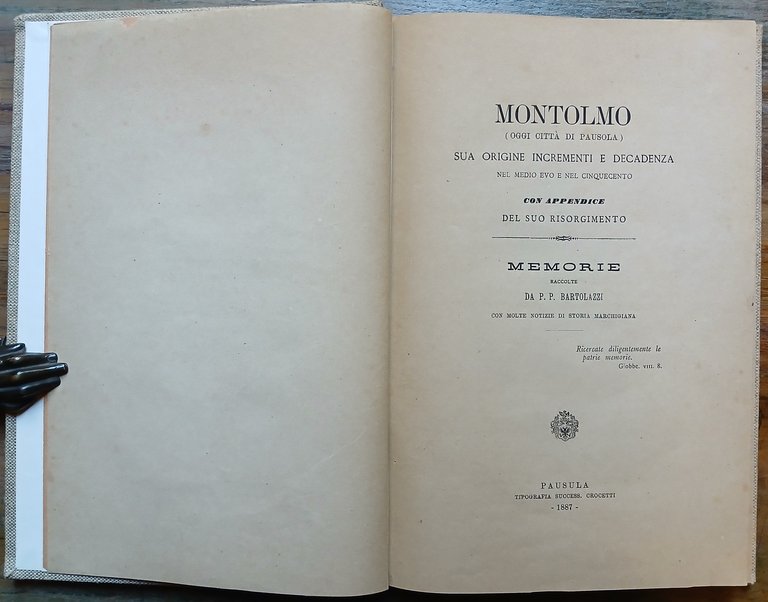 MONTOLMO
( OGGI CITTÀ DI PAUSOLA )
SUA ORIGINE INCREMENTI E DECADENZA
NEL MEDIO EVO E NEL CINQUECENTO
CON APPENDICE
DEL SUO RISORGIMENTO
MEMORIE
RACCOLTE
DA P. P. BARTOLAZZI
CON MOLTE NOTIZIE DI STORIA MARCHIGIANA
Ricercate diligentemente le
patrie memorie.
Giobbe. VIII. 8.
PAUSULA
TIPOGRAFIA SUCCESS. CROCETTI
- 1887 -